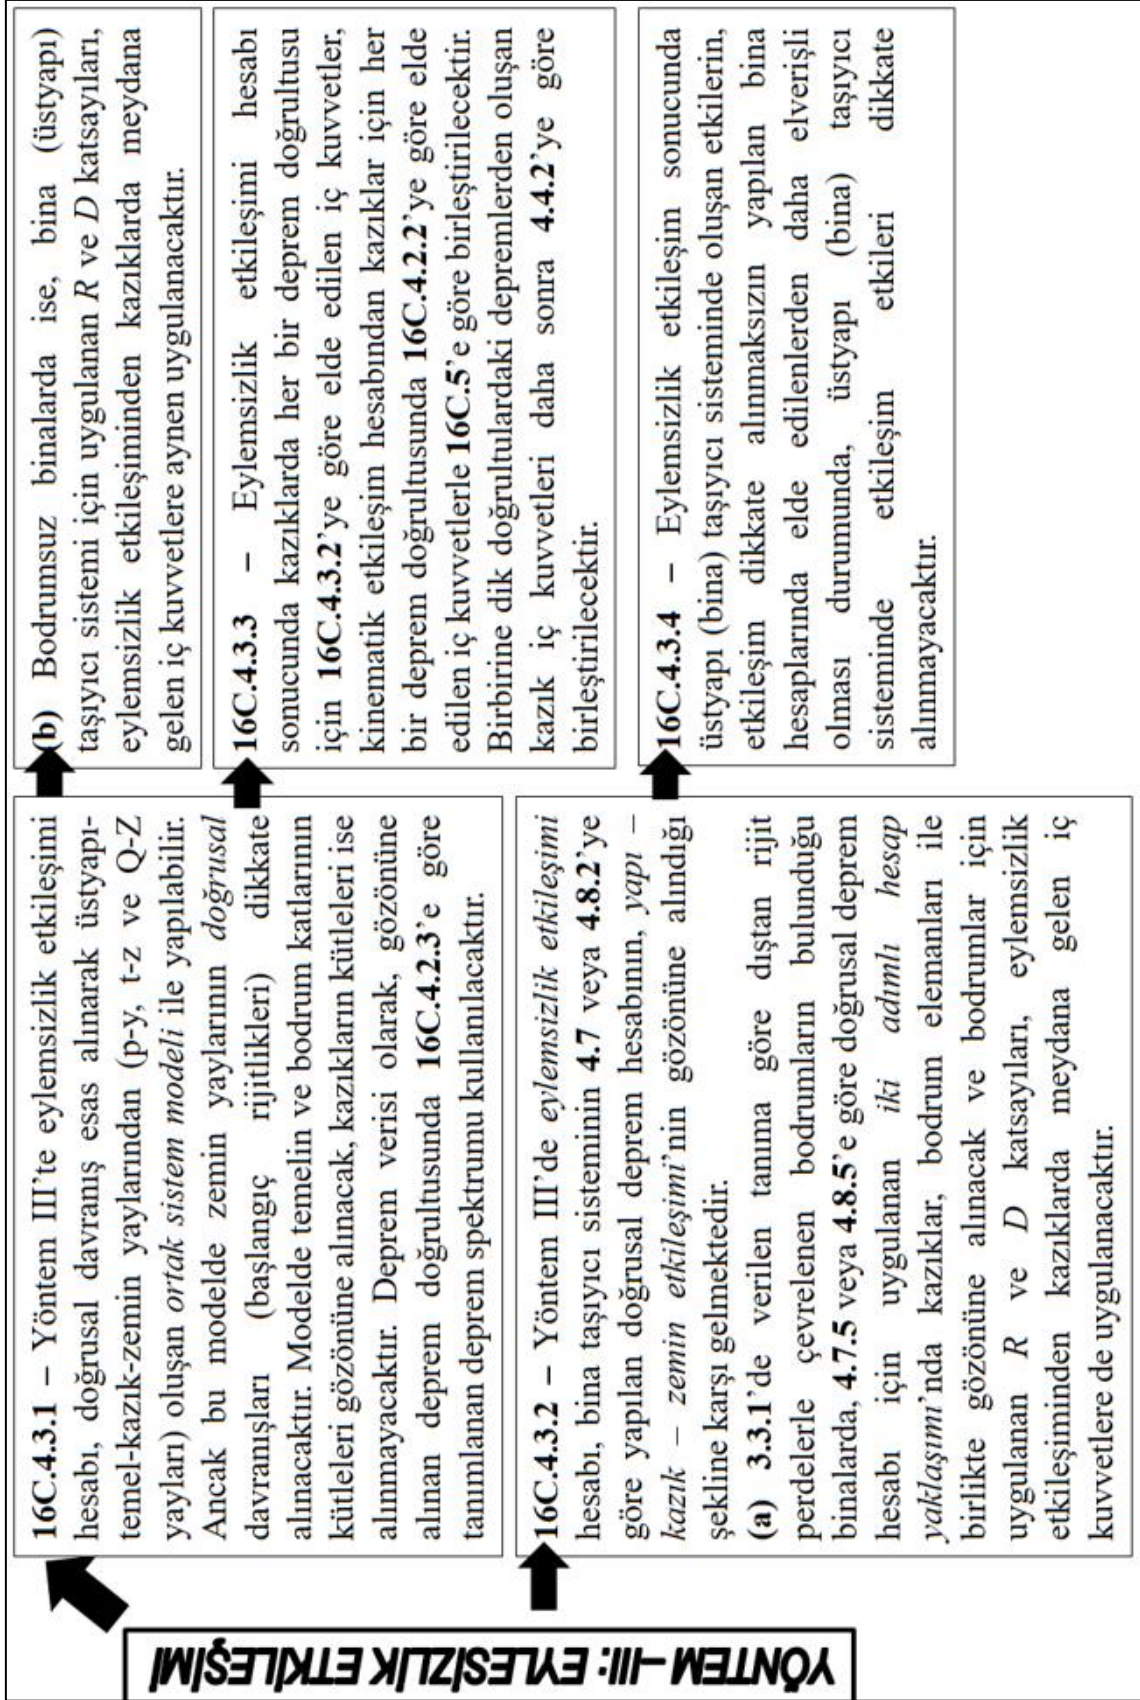 YÖNTEM –III: EYLESİZLİK ETKİLEŞİMİ
16C.4.3.1 – Yöntem III'te eylemsizlik etkileşimi
hesabı, doğrusal davranış esas alınarak üstyapı-
temel-kazık-zemin yaylarından (p-y, t-z ve Q-Z
yayları) oluşan ortak sistem modeli ile yapılabilir.
Ancak bu modelde zemin yaylarının doğrusal
davranışları (başlangıç rijitlikleri) dikkate
alınacaktır. Modelde temelin ve bodrum katlarının
kütleleri gözönüne alınacak, kazıkların kütleleri ise
alınmayacaktır. Deprem verisi olarak, gözönüne
alınan deprem doğrultusunda 16C.4.2.3'e göre
tanımlanan deprem spektrumu kullanılacaktır.
16C.4.3.2 – Yöntem III'de eylemsizlik etkileşimi
hesabı, bina taşıyıcı sisteminin 4.7 veya 4.8.2'ye
göre yapılan doğrusal deprem hesabının, yapı –
kazık – zemin etkileşimi'nin gözönüne alındığı
şekline karşı gelmektedir.
(a) 3.3.1'de verilen tanıma göre dıştan rijit
perdelerle çevrelenen bodrumların bulunduğu
binalarda, 4.7.5 veya 4.8.5'e göre doğrusal deprem
hesabı için uygulanan iki adımlı hesap
yaklaşımı'nda kazıklar, bodrum elemanları ile
birlikte gözönüne alınacak ve bodrumlar için
uygulanan R ve D katsayıları, eylemsizlik
etkileşiminden kazıklarda meydana gelen iç
kuvvetlere de uygulanacaktır.
(b) Bodrumsuz binalarda ise, bina (üstyapı)
taşıyıcı sistemi için uygulanan R ve D katsayıları,
eylemsizlik etkileşiminden kazıklarda meydana
gelen iç kuvvetlere aynen uygulanacaktır.
16C.4.3.3 – Eylemsizlik etkileşimi hesabı
sonucunda kazıklarda her bir deprem doğrultusu
için 16C.4.3.2'ye göre elde edilen iç kuvvetler,
kinematik etkileşim hesabından kazıklar için her
bir deprem doğrultusunda 16C.4.2.2'ye göre elde
edilen iç kuvvetlerle 16C.5'e göre birleştirilecektir.
Birbirine dik doğrultulardaki depremlerden oluşan
kazık iç kuvvetleri daha sonra 4.4.2'ye göre
birleştirilecektir.
16C.4.3.4 – Eylemsizlik etkileşim sonucunda
üstyapı (bina) taşıyıcı sisteminde oluşan etkilerin,
etkileşim dikkate alınmaksızın yapılan bina
hesaplarında elde edilenlerden daha elverişli
olması durumunda, üstyapı (bina) taşıyıcı
sisteminde etkileşim etkileri dikkate
alınmayacaktır.